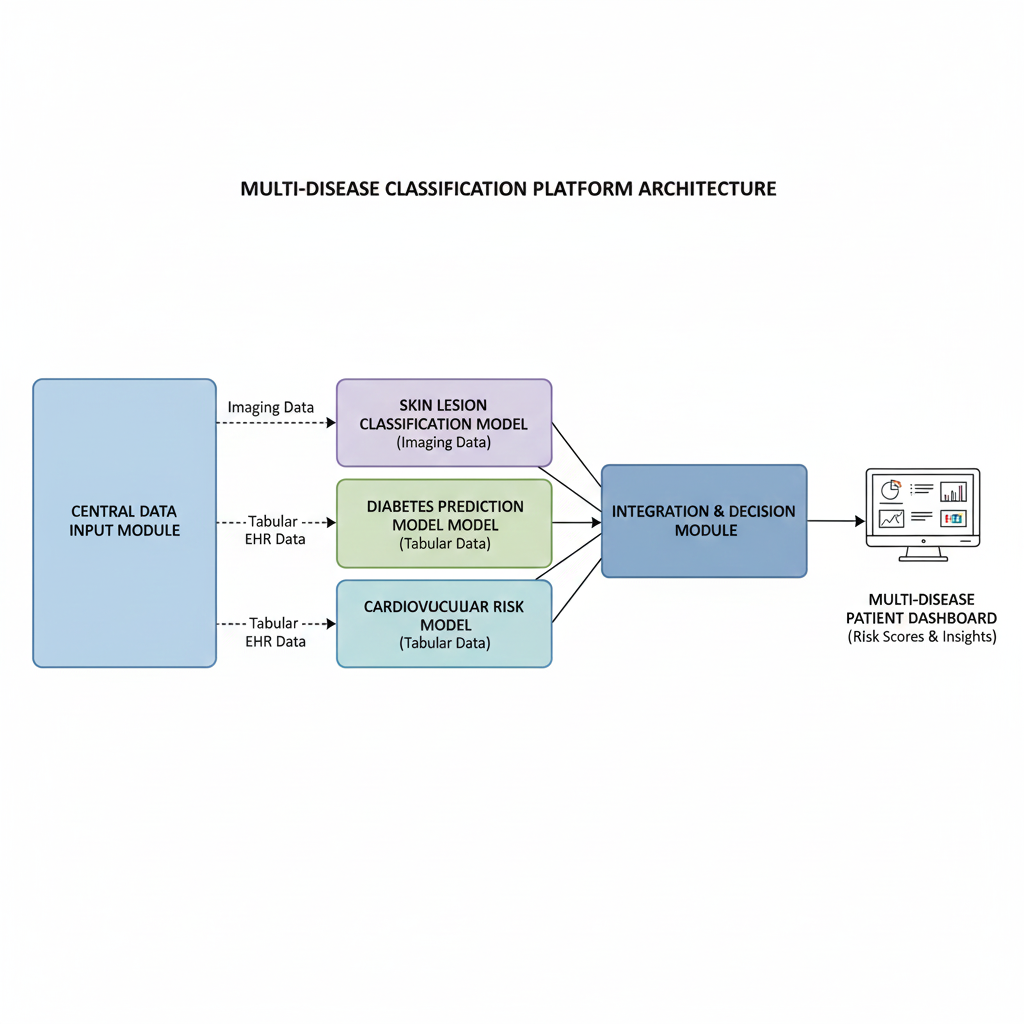 MULTI-DISEASE CLASSIFICATION PLATFORM ARCHITECTURE
CENTRAL DATA
INPUT MODULE
Imaging Data
Tabular
EHR Data
Tabular
EHR Data
SKIN LESION
CLASSIFICATION MODEL
(Imaging Data)
DIABETES PREDICTION
MODEL MODEL
(Tabular Data)
CARDIOVUCULAR RISK
MODEL
(Tabular Data)
INTEGRATION & DECISION
MODULE
MULTI-DISEASE
PATIENT DASHBOARD
(Risk Scores & Insights)